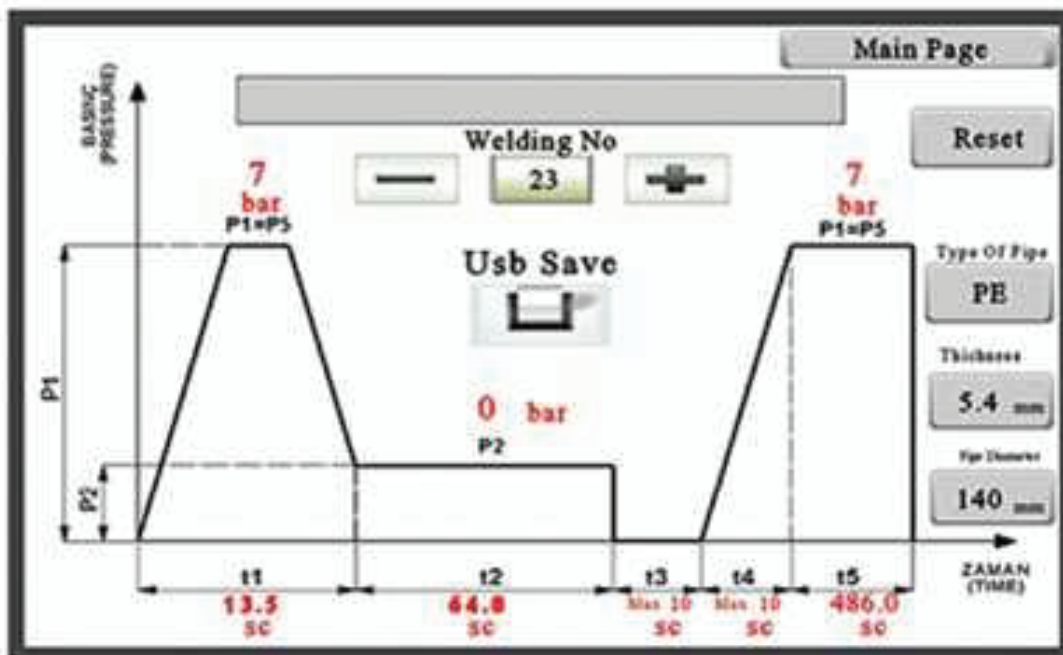 Main Page
BASINÇ
(PRESSURE)
Welding No
23
Reset
7
bar
P1=P5
7
bar
P1=P5
Usb Save
Type Of Pipe
PE
P1
Thickness
5.4 mm
0 bar
P2
Pipe Diameter
140 mm
P2
t1
t2
t3
t4
t5
ZAMAN
(TIME)
13.5
sc
64.8
sc
Max 10
sc
Max 10
sc
486.0
sc